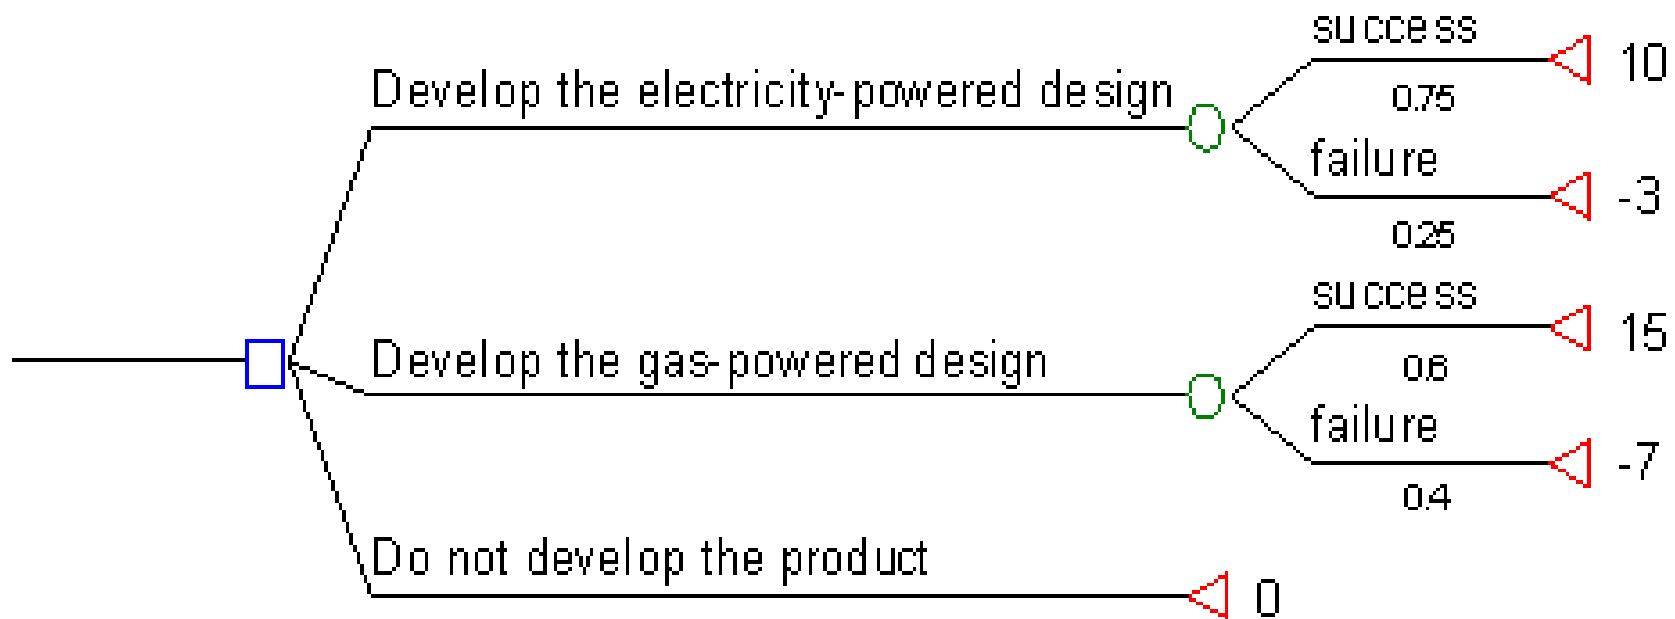 success
10
Develop the electricity-powered design
0.75
failure
-3
0.25
success
15
Develop the gas-powered design
0.6
failure
-7
0.4
Do not develop the product
0